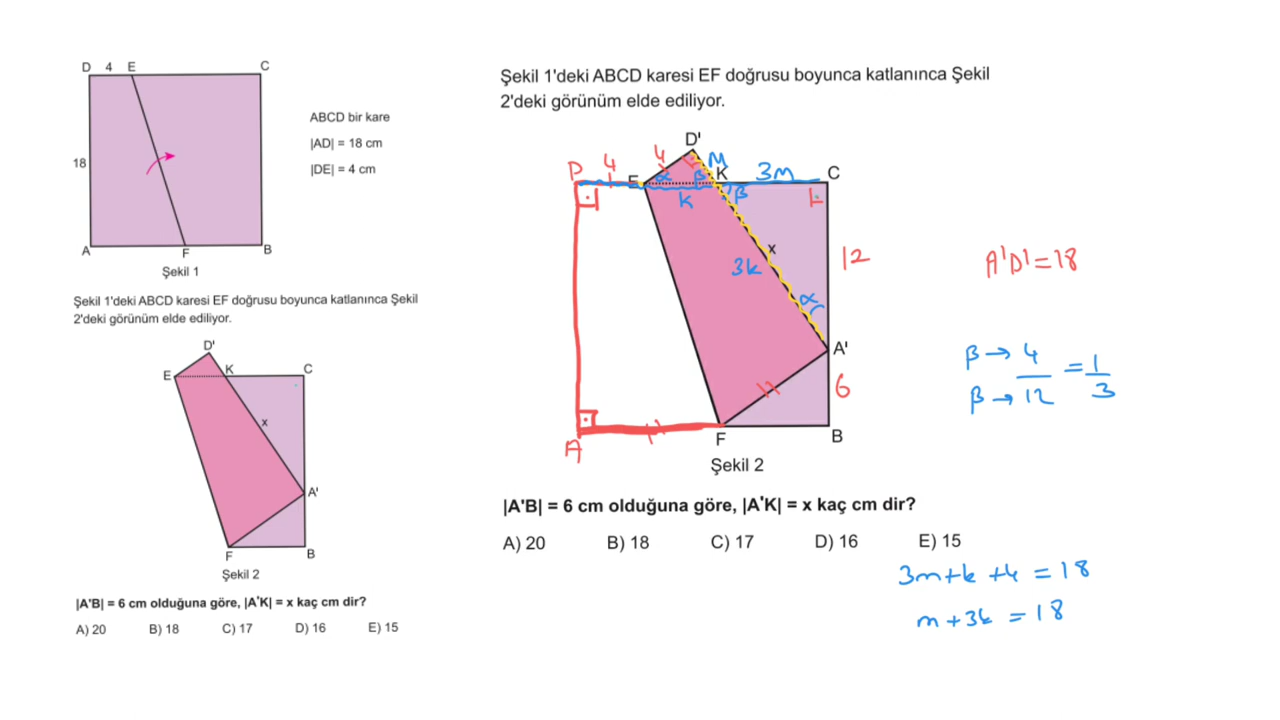 D 4 E C
ABCD bir kare
|AD| = 18 cm
18
|DE| = 4 cm
A F B
Şekil 1
Şekil 1'deki ABCD karesi EF doğrusu boyunca katlanınca Şekil
2'deki görünüm elde ediliyor.
D'
E K C
x
A'
F B
Şekil 2
|A'B| = 6 cm olduğuna göre, |A'K| = x kaç cm dir?
A) 20 B) 18 C) 17 D) 16 E) 15
Şekil 1'deki ABCD karesi EF doğrusu boyunca katlanınca Şekil
2'deki görünüm elde ediliyor.
D'
4 4 M
D E α β K 3M C
k β
x 12
3k
α
A'
6
A F B
Şekil 2
A'D' = 18
β → 4
= 1
β → 12 3
|A'B| = 6 cm olduğuna göre, |A'K| = x kaç cm dir?
A) 20 B) 18 C) 17 D) 16 E) 15
3m + k + 4 = 18
m + 3k = 18